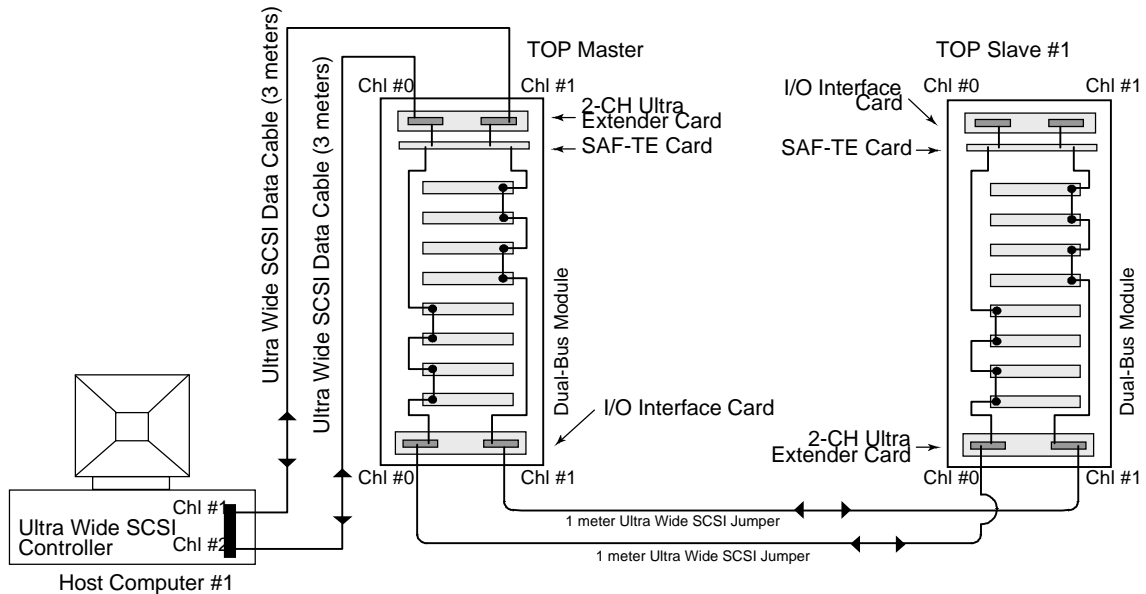 TOP Master
TOP Slave #1
Chl #0
Chl #1
Chl #0
Chl #1
Ultra Wide SCSI Data Cable (3 meters)
Ultra Wide SCSI Data Cable (3 meters)
2-CH Ultra
Extender Card
SAF-TE Card
I/O Interface
Card
SAF-TE Card
Dual-Bus Module
Dual-Bus Module
I/O Interface Card
2-CH Ultra
Extender Card
Chl #0
Chl #1
Chl #0
Chl #1
Chl #1
Ultra Wide SCSI
Controller
Chl #2
1 meter Ultra Wide SCSI Jumper
1 meter Ultra Wide SCSI Jumper
Host Computer #1